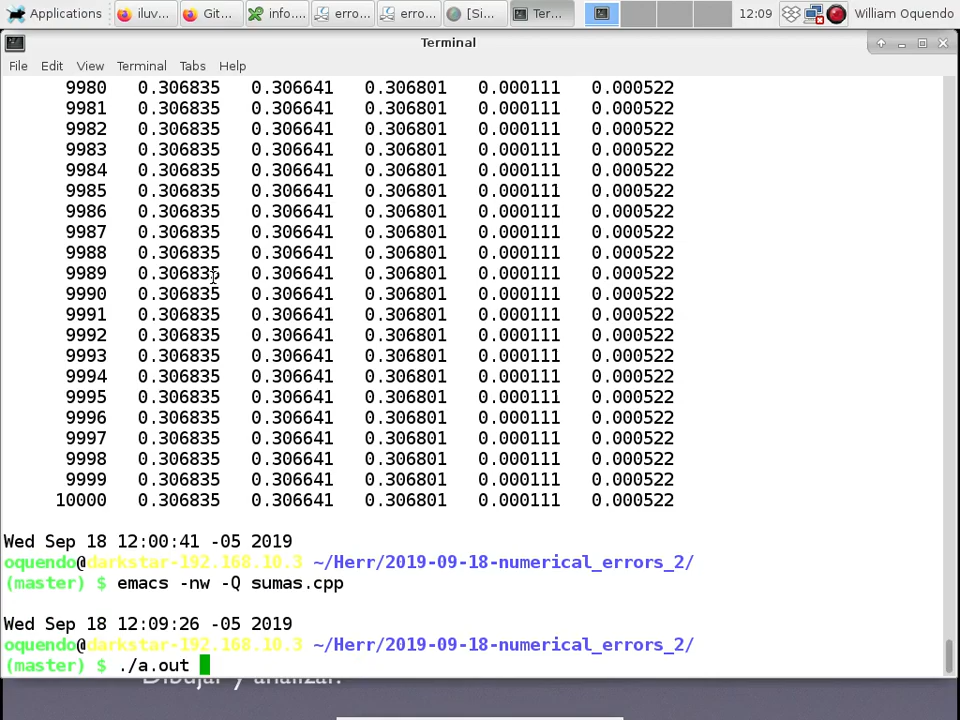 Applications iluv... Git... info.... erro... erro... [Si... Ter... 12:09 William Oquendo
Terminal
File Edit View Terminal Tabs Help
9980 0.306835 0.306641 0.306801 0.000111 0.000522
9981 0.306835 0.306641 0.306801 0.000111 0.000522
9982 0.306835 0.306641 0.306801 0.000111 0.000522
9983 0.306835 0.306641 0.306801 0.000111 0.000522
9984 0.306835 0.306641 0.306801 0.000111 0.000522
9985 0.306835 0.306641 0.306801 0.000111 0.000522
9986 0.306835 0.306641 0.306801 0.000111 0.000522
9987 0.306835 0.306641 0.306801 0.000111 0.000522
9988 0.306835 0.306641 0.306801 0.000111 0.000522
9989 0.306835 0.306641 0.306801 0.000111 0.000522
9990 0.306835 0.306641 0.306801 0.000111 0.000522
9991 0.306835 0.306641 0.306801 0.000111 0.000522
9992 0.306835 0.306641 0.306801 0.000111 0.000522
9993 0.306835 0.306641 0.306801 0.000111 0.000522
9994 0.306835 0.306641 0.306801 0.000111 0.000522
9995 0.306835 0.306641 0.306801 0.000111 0.000522
9996 0.306835 0.306641 0.306801 0.000111 0.000522
9997 0.306835 0.306641 0.306801 0.000111 0.000522
9998 0.306835 0.306641 0.306801 0.000111 0.000522
9999 0.306835 0.306641 0.306801 0.000111 0.000522
10000 0.306835 0.306641 0.306801 0.000111 0.000522
Wed Sep 18 12:00:41 -05 2019
oquendo@darkstar-192.168.10.3 ~/Herr/2019-09-18-numerical_errors_2/
(master) $ emacs -nw -Q sumas.cpp
Wed Sep 18 12:09:26 -05 2019
oquendo@darkstar-192.168.10.3 ~/Herr/2019-09-18-numerical_errors_2/
(master) $ ./a.out
Dibujar y analizar.